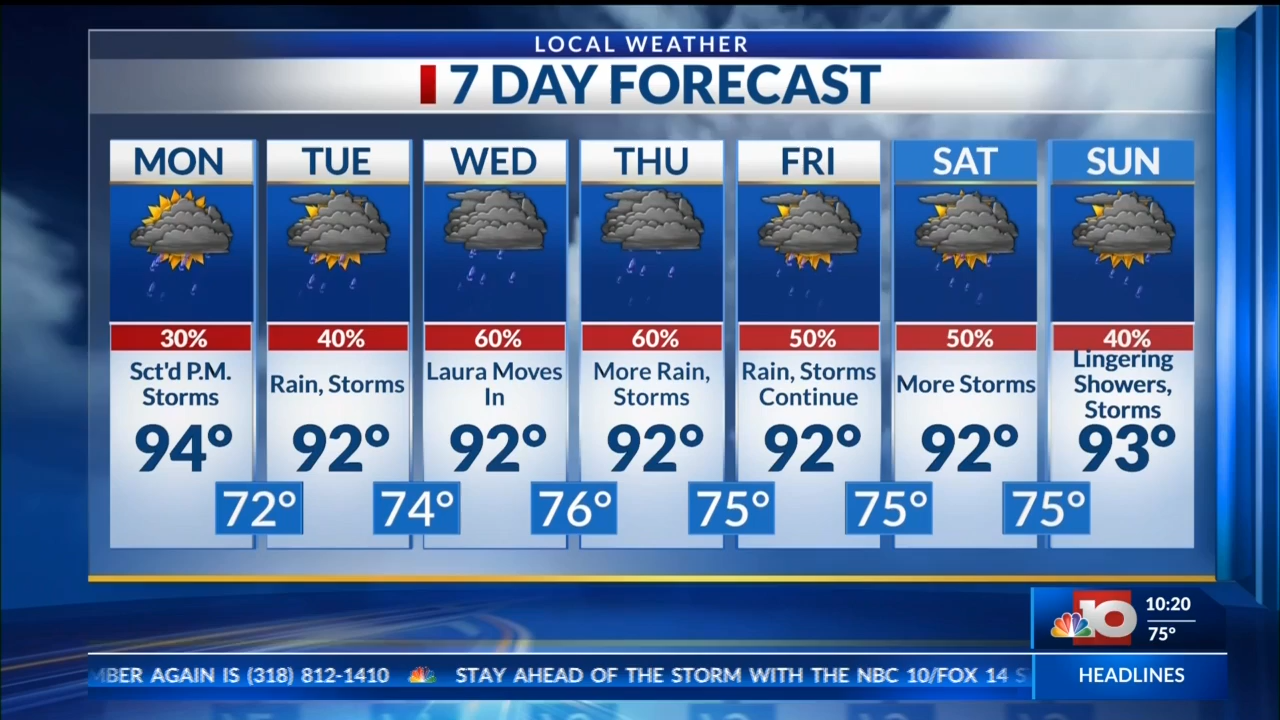 LOCAL WEATHER
7 DAY FORECAST
MON TUE WED THU FRI SAT SUN
30% 40% 60% 60% 50% 50% 40%
Sct'd P.M.
Storms
Rain, Storms
Laura Moves
In
More Rain,
Storms
Rain, Storms
Continue
More Storms
Lingering
Showers,
Storms
94° 92° 92° 92° 92° 92° 93°
72° 74° 76° 75° 75° 75°
10
10:20
75°
MBER AGAIN IS (318) 812-1410 STAY AHEAD OF THE STORM WITH THE NBC 10/FOX 14 S
HEADLINES